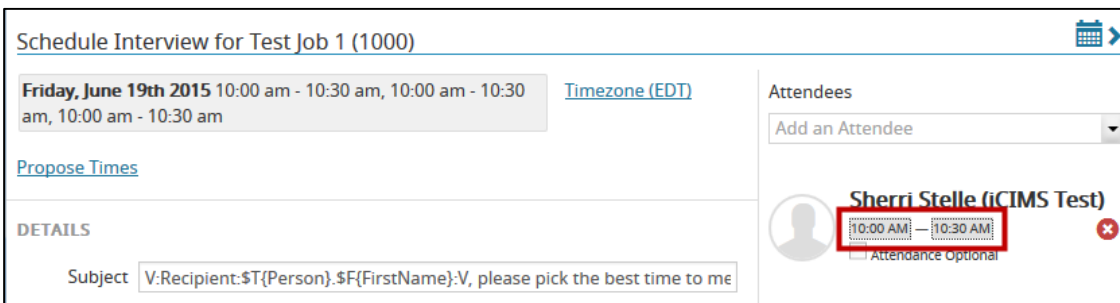 Schedule Interview for Test Job 1 (1000)
Friday, June 19th 2015 10:00 am - 10:30 am, 10:00 am - 10:30
am, 10:00 am - 10:30 am
Timezone (EDT)
Propose Times
DETAILS
Subject V:Recipient:$T{Person}.$F{FirstName}:V, please pick the best time to me
Attendees
Add an Attendee
Sherri Stelle (iCIMS Test)
10:00 AM — 10:30 AM
Attendance Optional